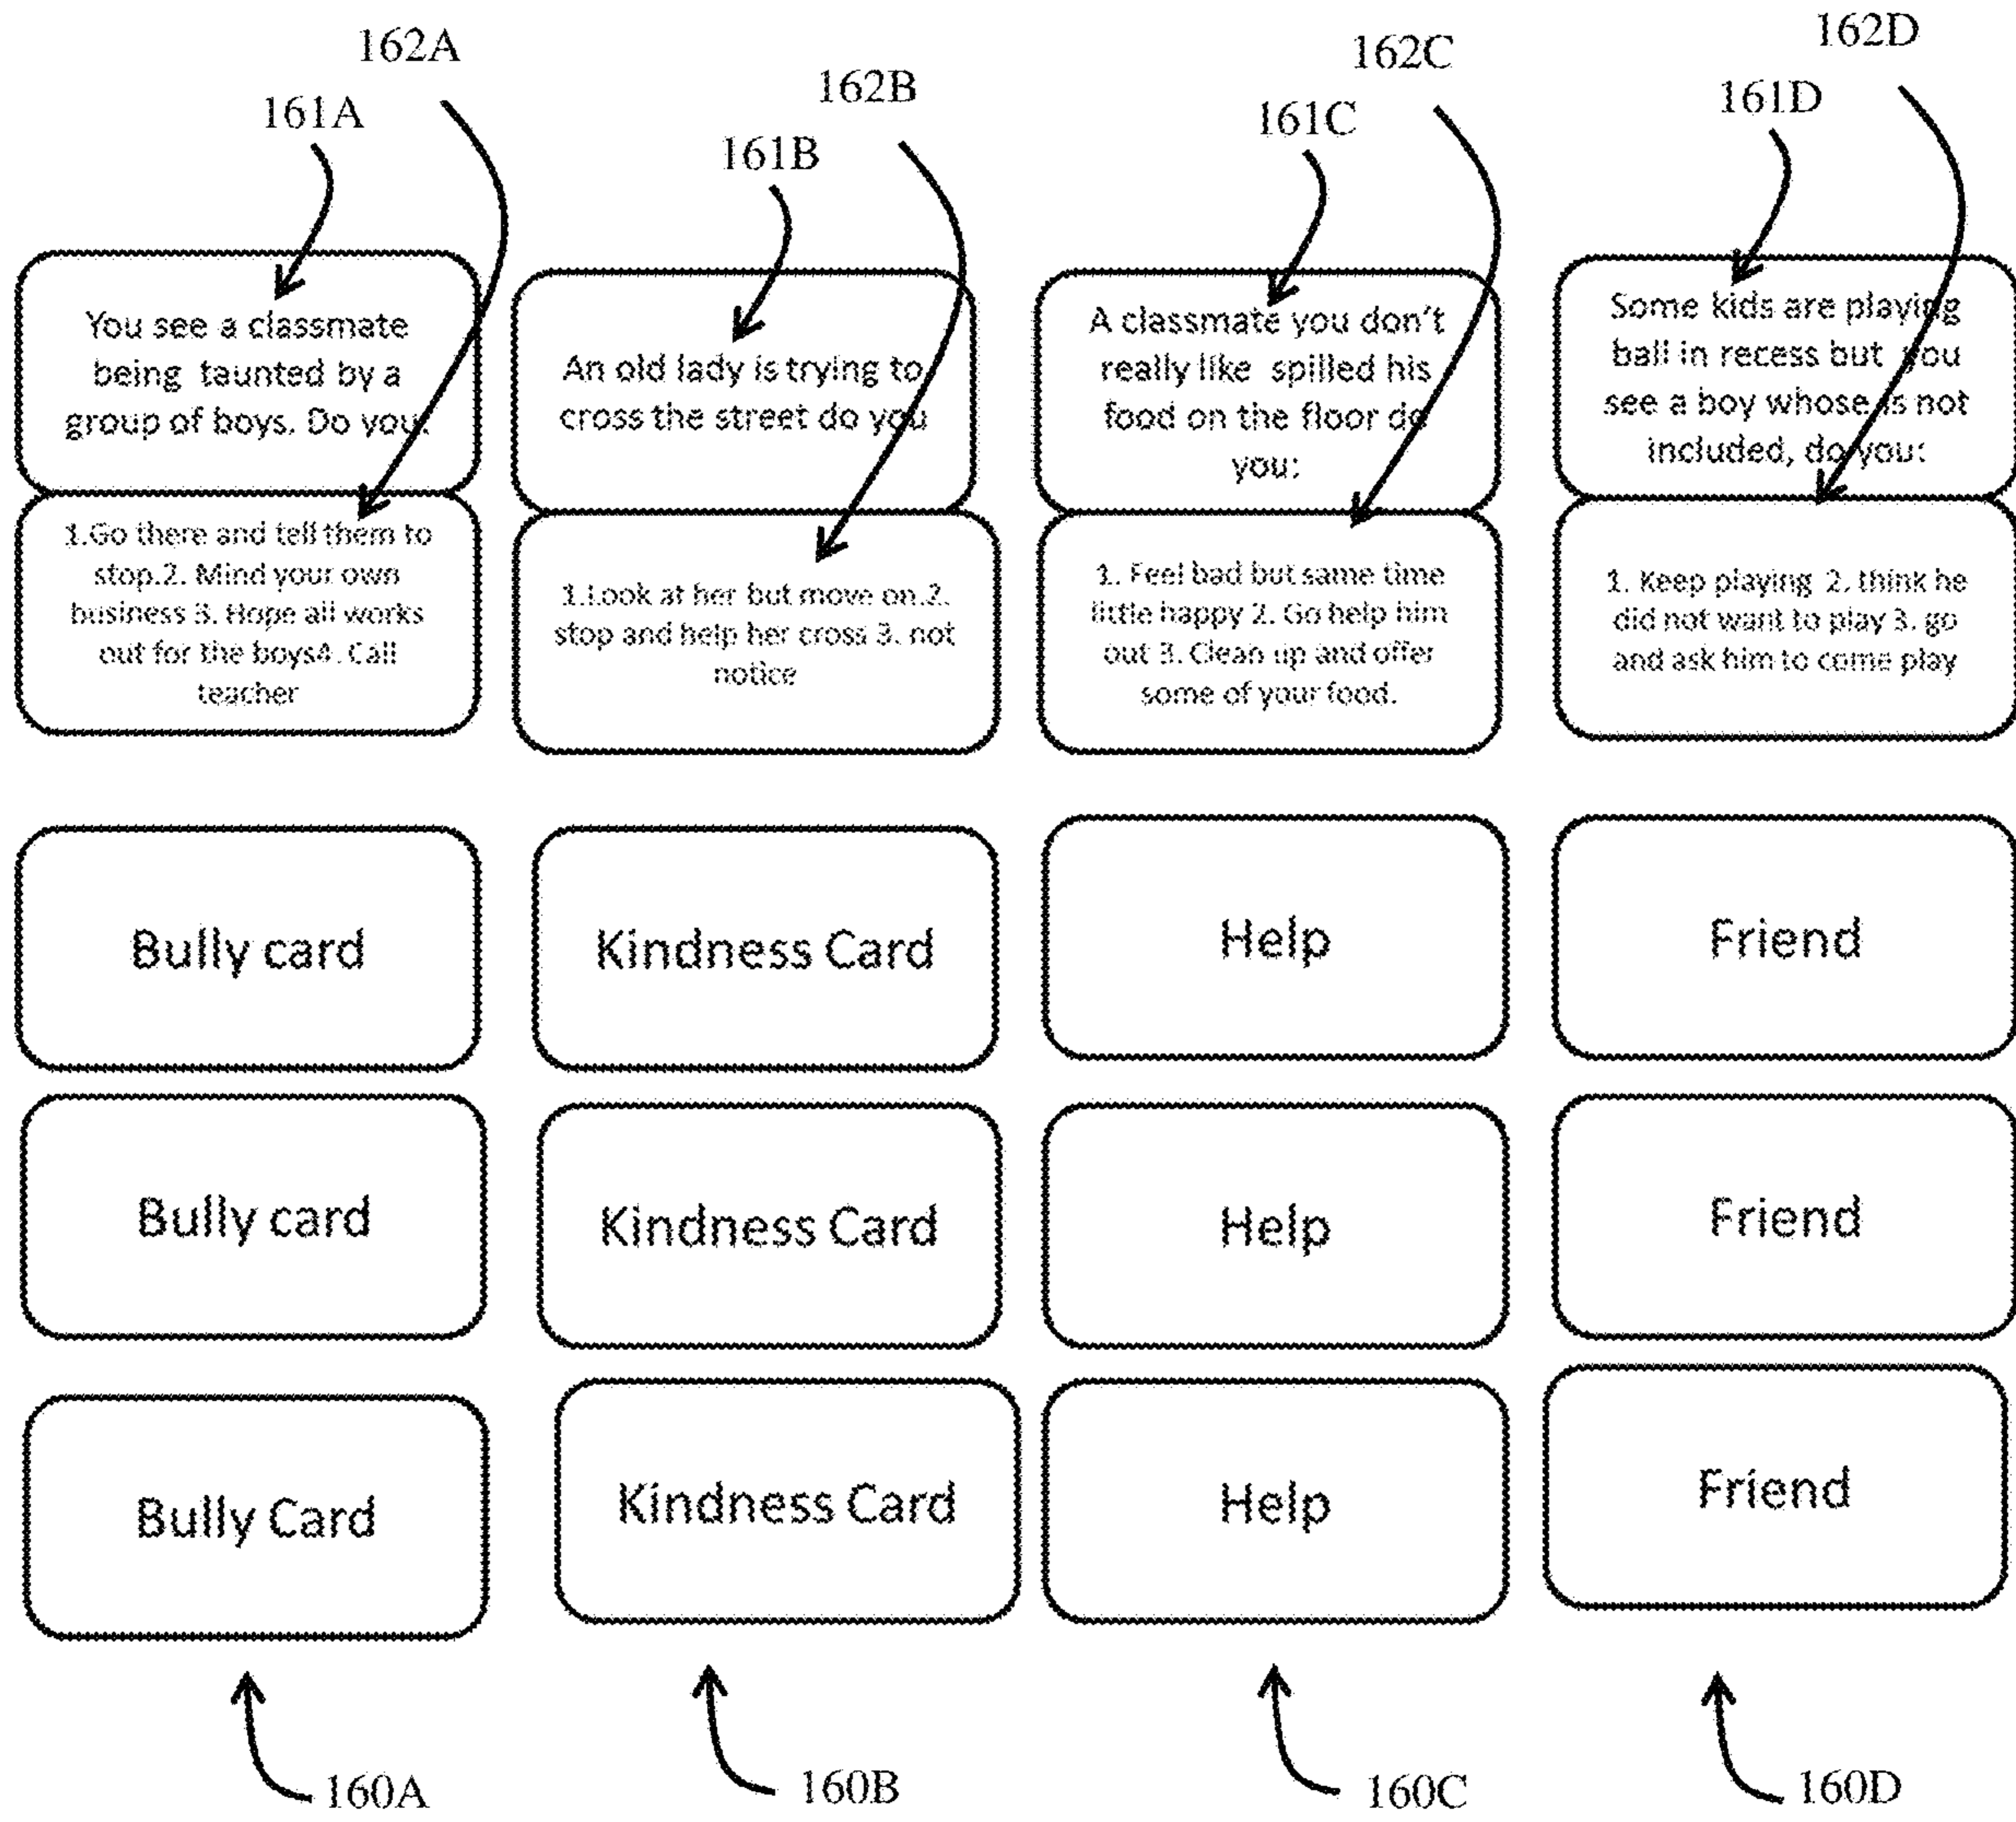 162A
162C
162D
161A
162B
161C
161D
161B
You see a classmate
being taunted by a
group of boys. Do you:
An old lady is trying to
cross the street do you
A classmate you don't
really like spilled his
food on the floor do
you:
Some kids are playing
ball in recess but you
see a boy whose is not
included, do you:
1.Go there and tell them to
stop.2. Mind your own
business 3. Hope all works
out for the boys4. Call
teacher
1.Look at her but move on.2.
stop and help her cross 3. not
notice
1. Feel bad but same time
little happy 2. Go help him
out 3. Clean up and offer
some of your food.
1. Keep playing 2. think he
did not want to play 3. go
and ask him to come play
Bully card
Kindness Card
Help
Friend
Bully card
Kindness Card
Help
Friend
Bully Card
Kindness Card
Help
Friend
160A
160B
160C
160D